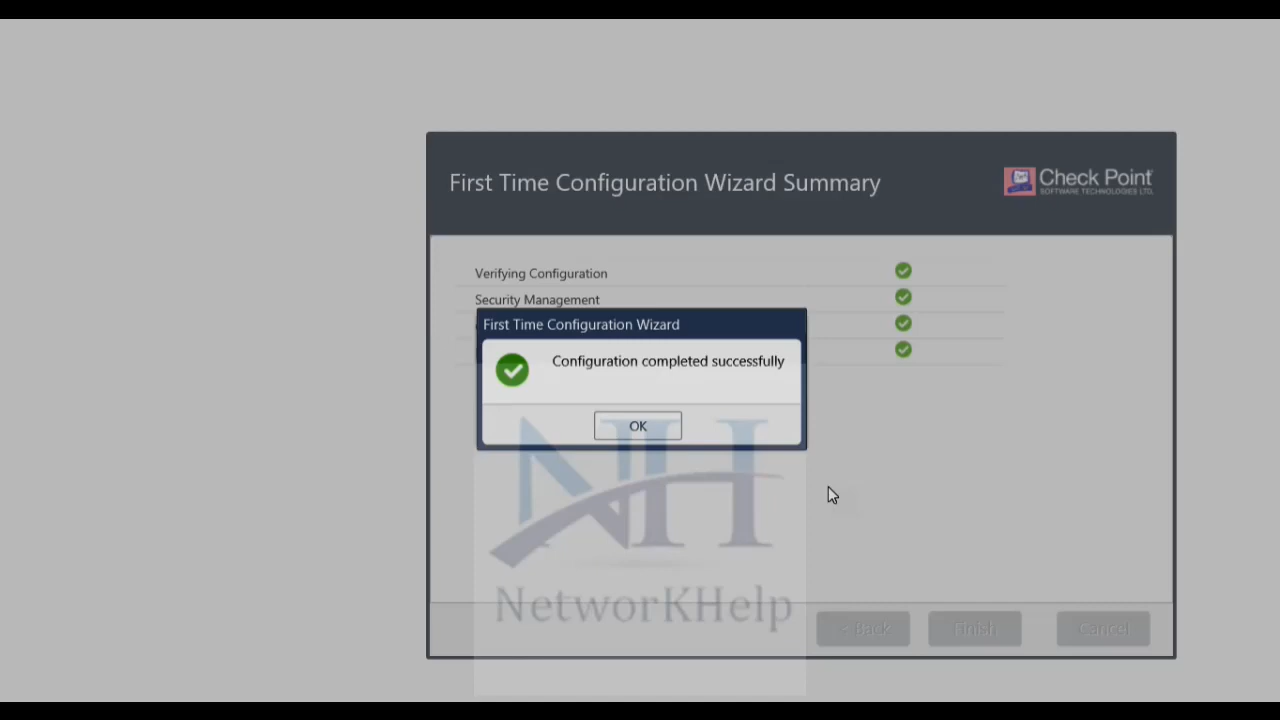 First Time Configuration Wizard Summary
Check Point
SOFTWARE TECHNOLOGIES LTD.
Verifying Configuration
Security Management
First Time Configuration Wizard
Configuration completed successfully
OK
NH
NetworKHelp
< Back
Finish
Cancel